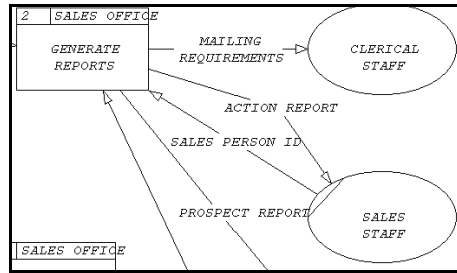 2 SALES OFFICE
GENERATE
REPORTS
MAILING
REQUIREMENTS
CLERICAL
STAFF
ACTION REPORT
SALES PERSON ID
PROSPECT REPORT
SALES
STAFF
SALES OFFICE